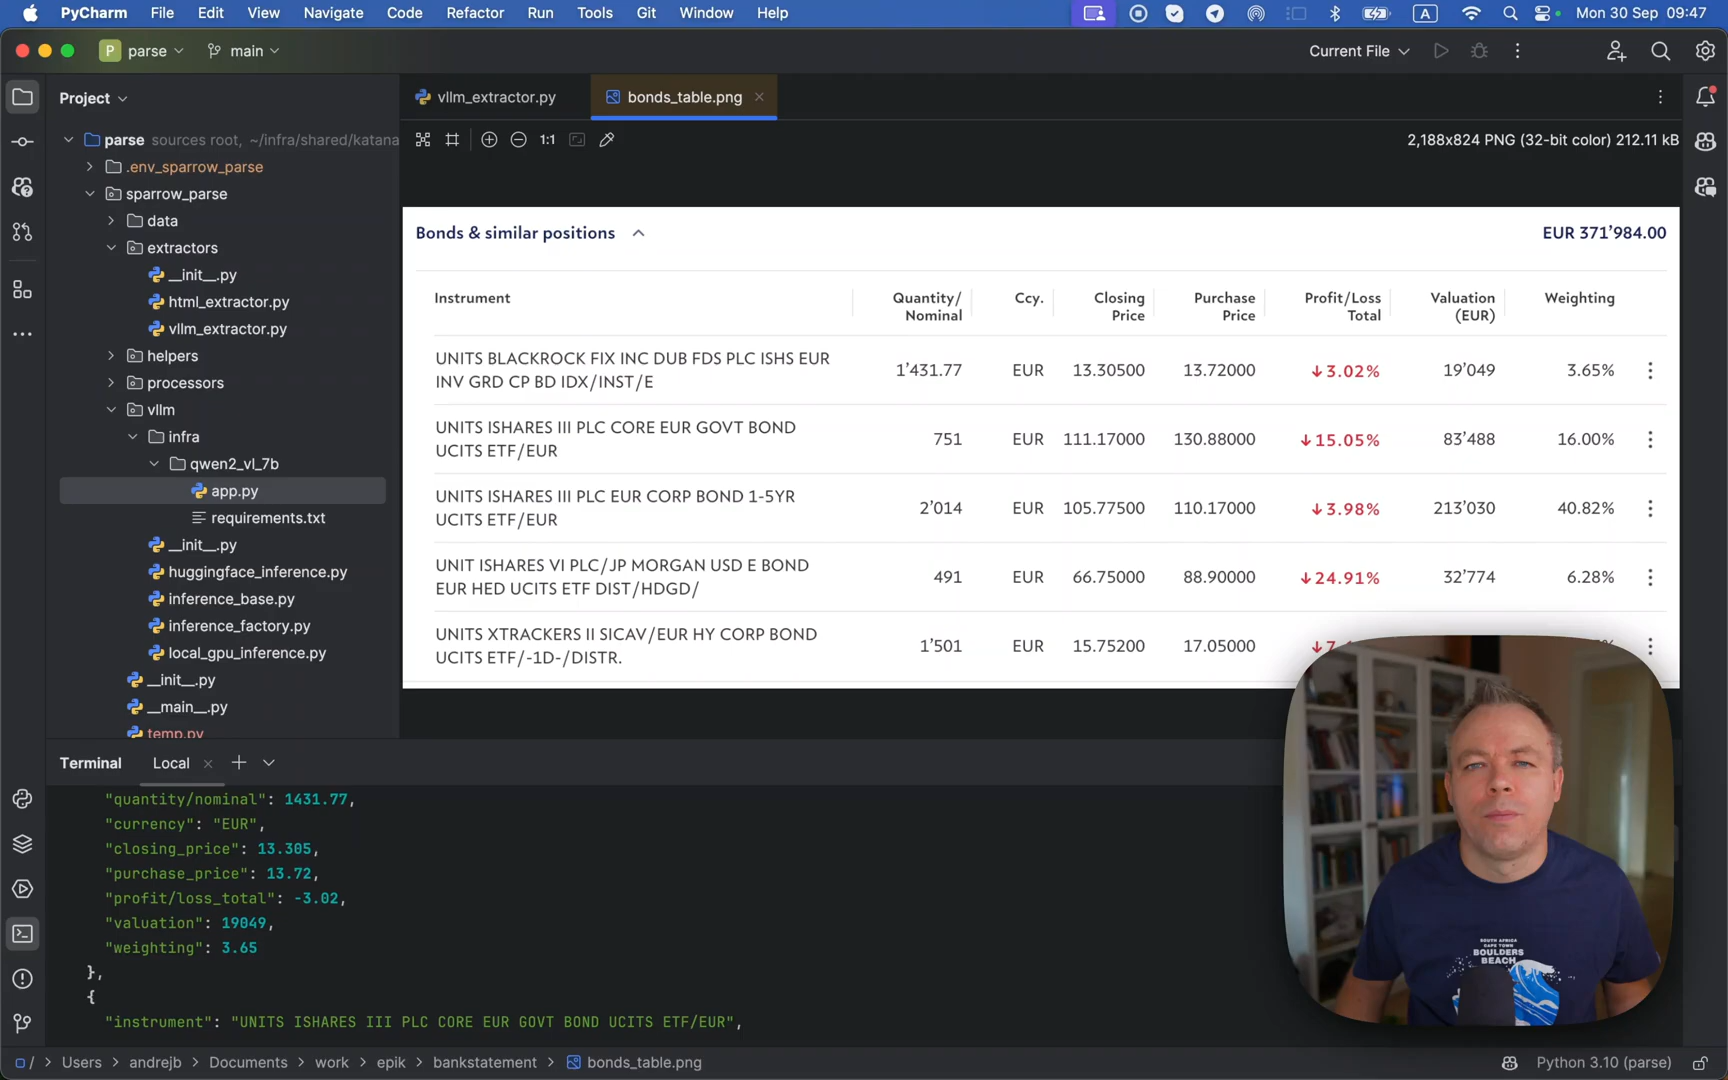 PyCharm File Edit View Navigate Code Refactor Run Tools Git Window Help A Mon 30 Sep 09:47
P parse main Current File
Project vllm_extractor.py bonds_table.png
1:1 2,188x824 PNG (32-bit color) 212.11 kB
parse sources root, ~/infra/shared/katana
.env_sparrow_parse
sparrow_parse
data
extractors
__init__.py
html_extractor.py
vllm_extractor.py
helpers
processors
vllm
infra
qwen2_vl_7b
app.py
requirements.txt
__init__.py
huggingface_inference.py
inference_base.py
inference_factory.py
local_gpu_inference.py
__init__.py
__main__.py
temp.py
Bonds & similar positions EUR 371’984.00
Instrument Quantity/ Nominal Ccy. Closing Price Purchase Price Profit/Loss Total Valuation (EUR) Weighting
UNITS BLACKROCK FIX INC DUB FDS PLC ISHS EUR
INV GRD CP BD IDX/INST/E 1’431.77 EUR 13.30500 13.72000 ↓3.02% 19’049 3.65%
UNITS ISHARES III PLC CORE EUR GOVT BOND
UCITS ETF/EUR 751 EUR 111.17000 130.88000 ↓15.05% 83’488 16.00%
UNITS ISHARES III PLC EUR CORP BOND 1-5YR
UCITS ETF/EUR 2’014 EUR 105.77500 110.17000 ↓3.98% 213’030 40.82%
UNIT ISHARES VI PLC/JP MORGAN USD E BOND
EUR HED UCITS ETF DIST/HDGD/ 491 EUR 66.75000 88.90000 ↓24.91% 32’774 6.28%
UNITS XTRACKERS II SICAV/EUR HY CORP BOND
UCITS ETF/-1D-/DISTR. 1’501 EUR 15.75200 17.05000 ↓7.
Terminal Local
"quantity/nominal": 1431.77,
"currency": "EUR",
"closing_price": 13.305,
"purchase_price": 13.72,
"profit/loss_total": -3.02,
"valuation": 19049,
"weighting": 3.65
},
{
"instrument": "UNITS ISHARES III PLC CORE EUR GOVT BOND UCITS ETF/EUR",
SOUTH AFRICA
CAPE TOWN
BOULDERS
BEACH
/ > Users > andrejb > Documents > work > epik > bankstatement > bonds_table.png Python 3.10 (parse)